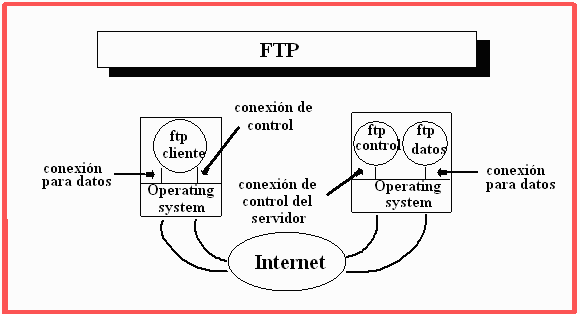 FTP
conexión de
control
ftp
cliente
conexión
para datos
Operating
system
ftp
control
ftp
datos
conexión de
control del
servidor
Operating
system
conexión
para datos
Internet